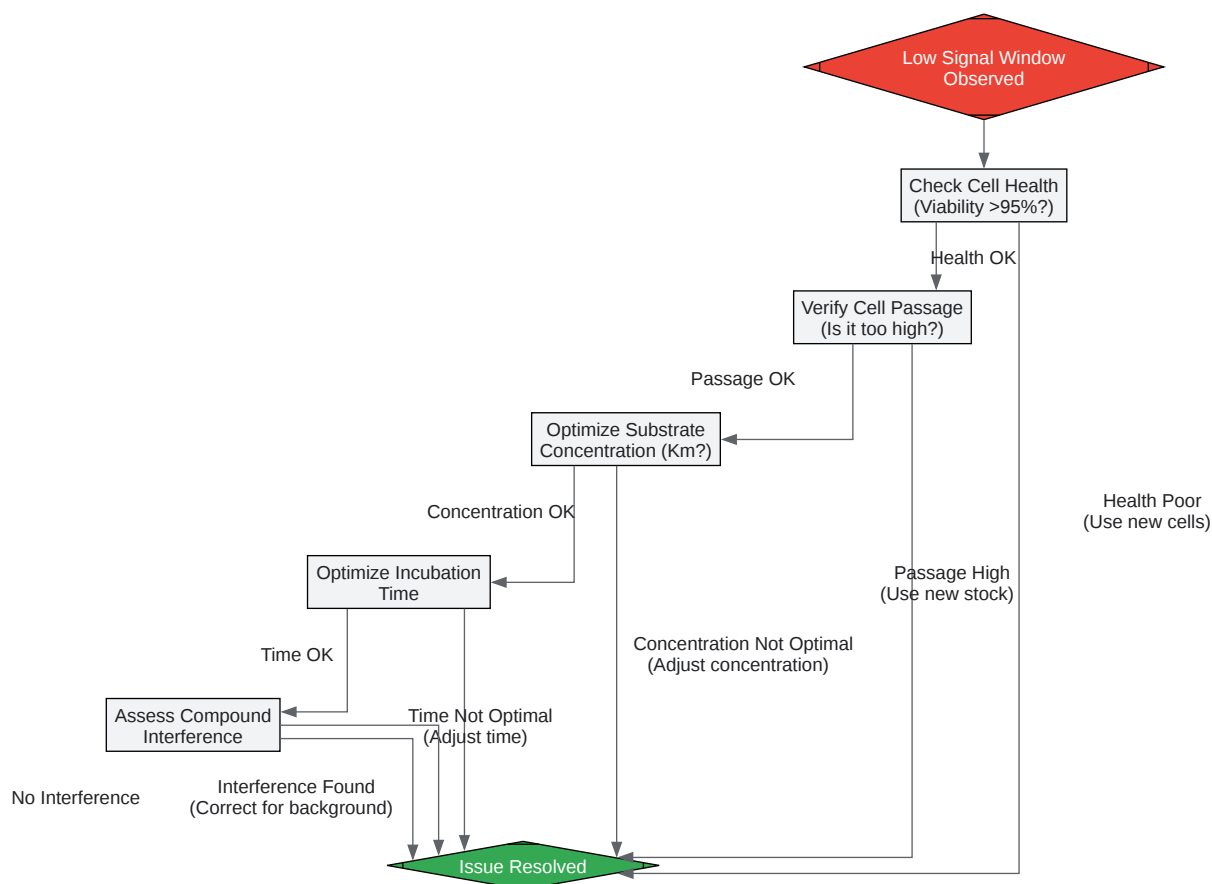 Low Signal Window
Observed
Check Cell Health
(Viability >95%?)
Health OK
Verify Cell Passage
(Is it too high?)
Passage OK
Optimize Substrate
Concentration (Km?)
Health Poor
(Use new cells)
Concentration OK
Optimize Incubation
Time
Passage High
(Use new stock)
Time OK
Concentration Not Optimal
(Adjust concentration)
Assess Compound
Interference
Time Not Optimal
(Adjust time)
No Interference
Interference Found
(Correct for background)
Issue Resolved